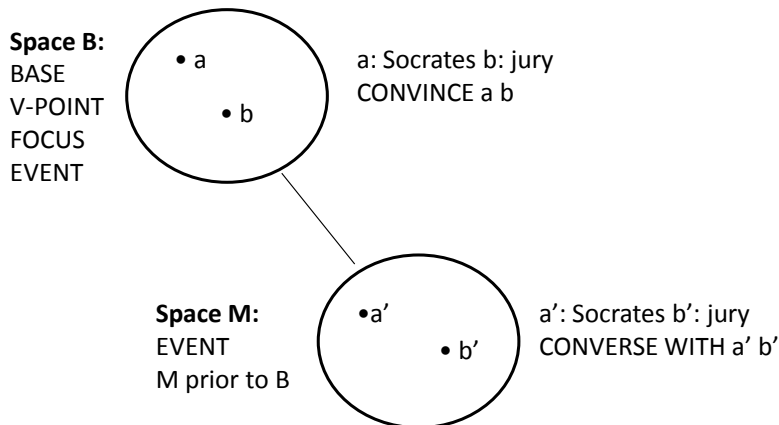 Space B:
BASE
V-POINT
FOCUS
EVENT
• a
• b
a: Socrates b: jury
CONVINCE a b
Space M:
EVENT
M prior to B
•a’
• b’
a’: Socrates b’: jury
CONVERSE WITH a’ b’